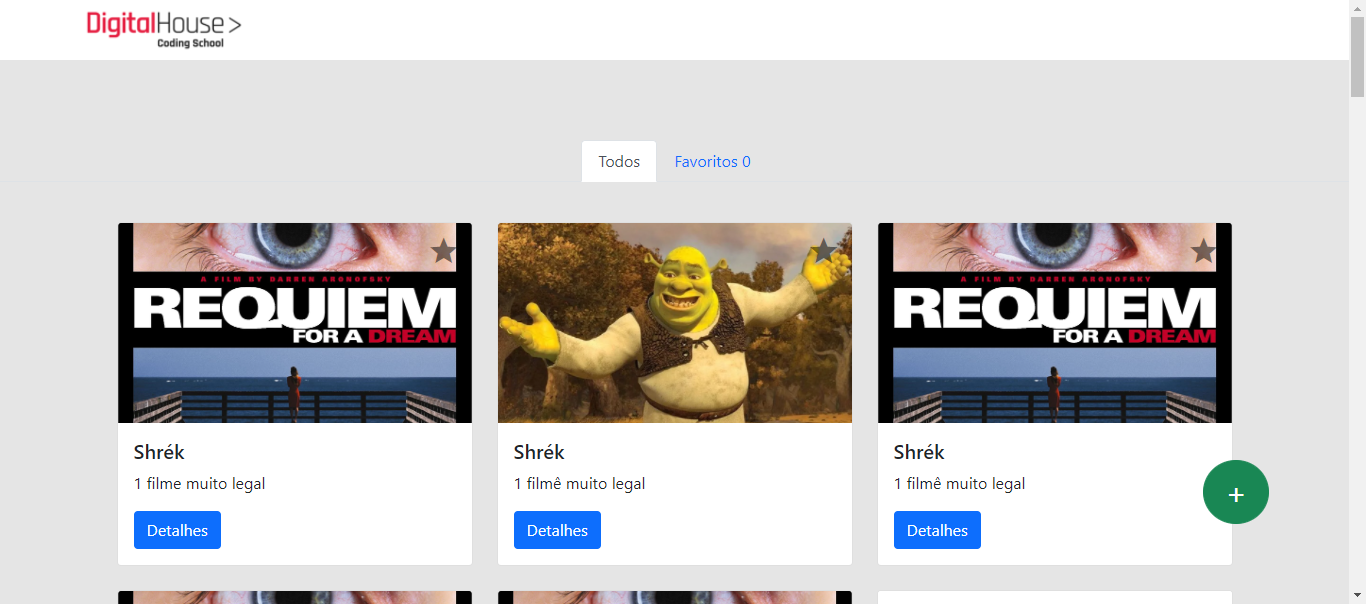 DigitalHouse>
Coding School
Todos
Favoritos 0
A FILM BY DARREN ARONOFSKY
REQUIEM
FOR A DREAM
Shrék
1 filme muito legal
Detalhes
Shrék
1 filmê muito legal
Detalhes
A FILM BY DARREN ARONOFSKY
REQUIEM
FOR A DREAM
Shrék
1 filmê muito legal
Detalhes
+